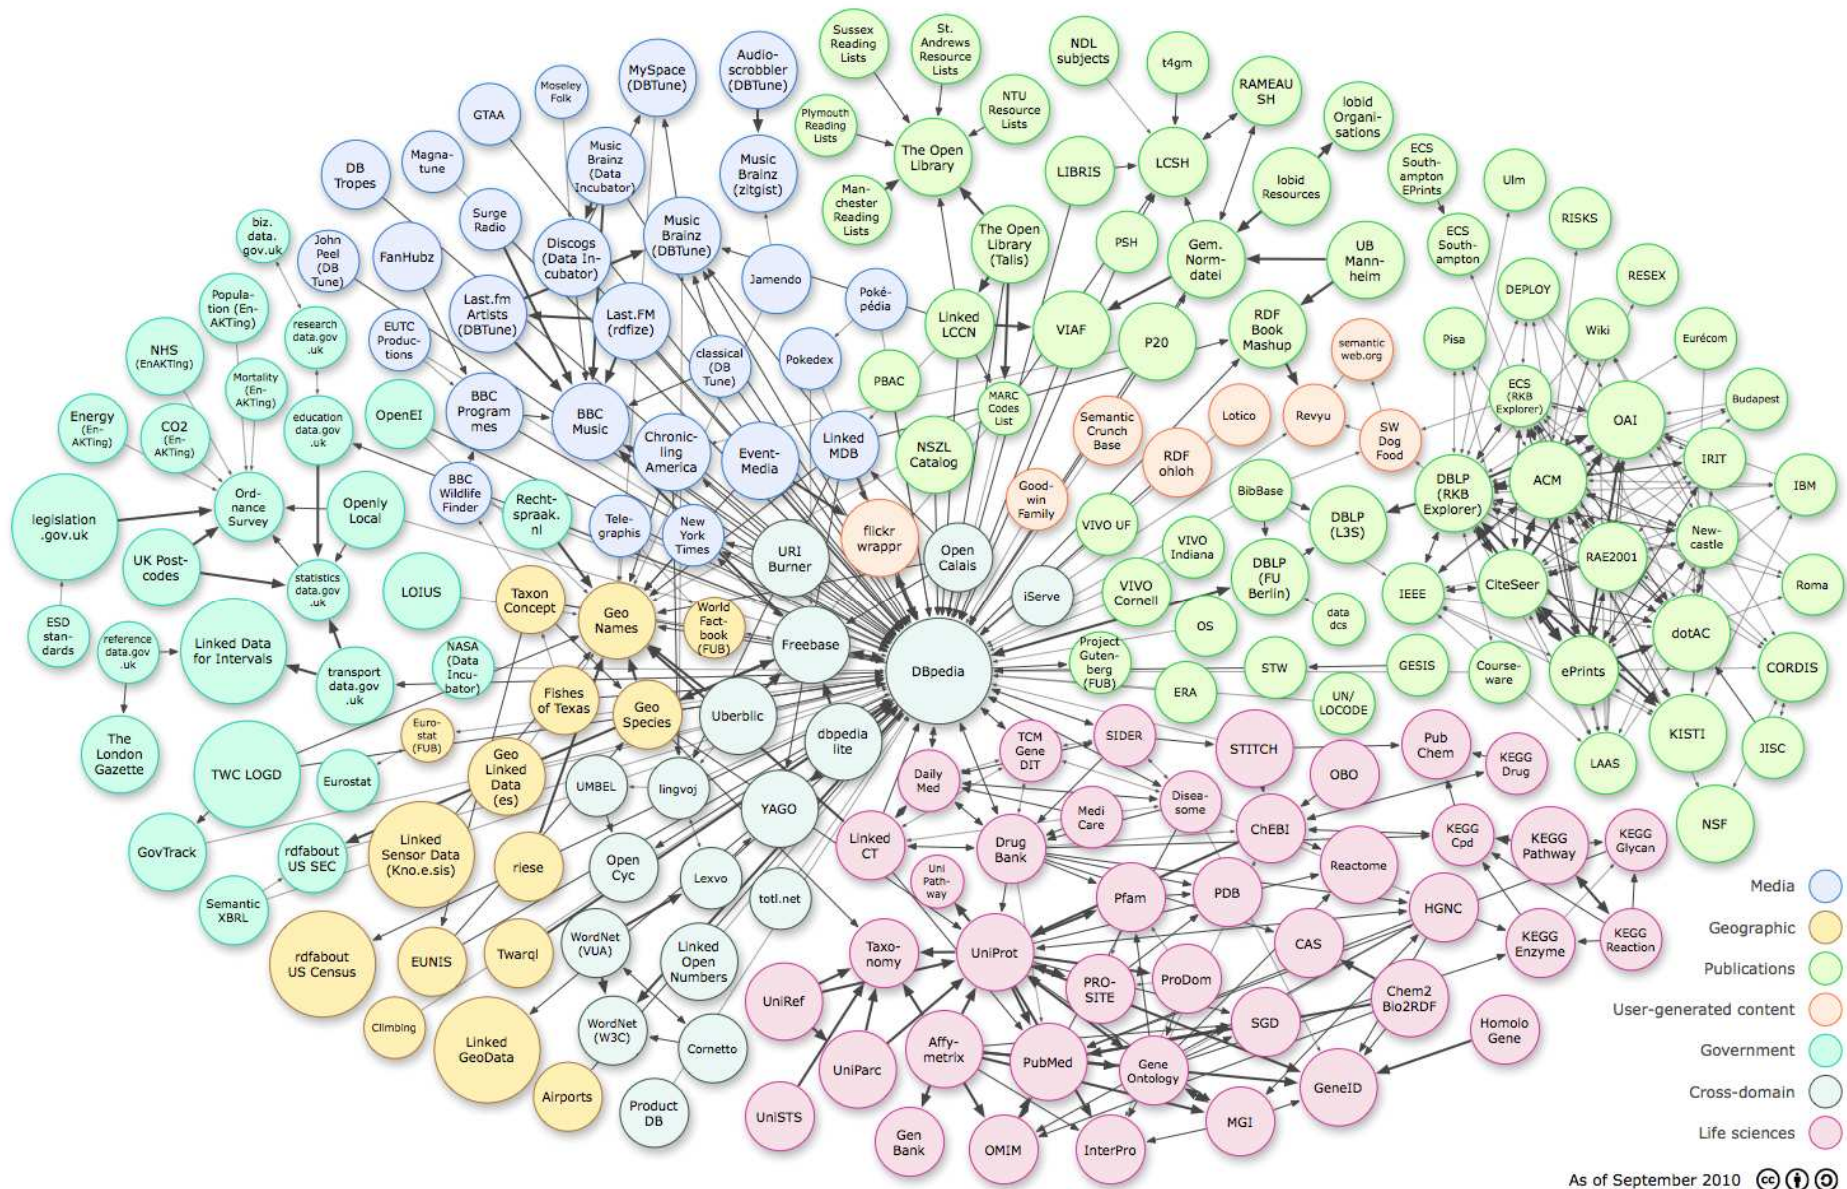 Sussex
Reading
Lists
St.
Andrews
Resource
Lists
NDL
subjects
t4gm
RAMEAU
SH
lobid
Organi-
sations
Plymouth
Reading
Lists
NTU
Resource
Lists
The Open
Library
LIBRIS
LCSH
lobid
Resources
Man-
chester
Reading
Lists
The Open
Library
(Talis)
PSH
Gem.
Norm-
datei
UB
Mann-
heim
Linked
LCCN
VIAF
P20
RDF
Book
Mashup
PBAC
MARC
Codes
List
NSZL
Catalog
Audio-
scrobbler
(DBTune)
MySpace
(DBTune)
Moseley
Folk
GTAA
Magna-
tune
DB
Tropes
Music
Brainz
(Data
Incubator)
Music
Brainz
(zitgist)
Surge
Radio
Discogs
(Data In-
cubator)
Music
Brainz
(DBTune)
John
Peel
(DB
Tune)
FanHubz
Last.fm
Artists
(DBTune)
Last.FM
(rdfize)
Jamendo
Poké-
pédia
EUTC
Produc-
tions
classical
(DB
Tune)
Pokedex
BBC
Program
mes
BBC
Music
Chronic-
ling
America
Event-
Media
Linked
MDB
BBC
Wildlife
Finder
Tele-
graphis
New
York
Times
biz.
data.
gov.uk
Popula-
tion (En-
AKTing)
research
data.gov
.uk
NHS
(EnAKTing)
Mortality
(En-
AKTing)
Energy
(En-
AKTing)
CO2
(En-
AKTing)
education
data.gov
.uk
OpenEI
legislation
.gov.uk
Ord-
nance
Survey
Openly
Local
Recht-
spraak.
nl
UK Post-
codes
statistics
data.gov
.uk
LOIUS
ESD
stan-
dards
reference
data.gov
.uk
Linked Data
for Intervals
transport
data.gov
.uk
NASA
(Data
Incu-
bator)
The
London
Gazette
TWC LOGD
Eurostat
GovTrack
rdfabout
US SEC
Semantic
XBRL
Taxon
Concept
Geo
Names
World
Fact-
book
(FUB)
Fishes
of Texas
Geo
Species
Euro-
stat
(FUB)
Geo
Linked
Data
(es)
Linked
Sensor Data
(Kno.e.sis)
riese
rdfabout
US Census
EUNIS
Twarql
Climbing
Linked
GeoData
Airports
flickr
wrappr
Good-
win
Family
Semantic
Crunch
Base
RDF
ohloh
Lotico
Revyu
semantic
web.org
SW
Dog
Food
URI
Burner
Open
Calais
iServe
Freebase
DBpedia
Uberblic
dbpedia
lite
UMBEL
lingvoj
YAGO
Open
Cyc
Lexvo
totl.net
WordNet
(VUA)
Linked
Open
Numbers
WordNet
(W3C)
Cornetto
Product
DB
ECS
South-
ampton
EPrints
Ulm
RISKS
ECS
South-
ampton
RESEX
DEPLOY
Wiki
Pisa
Eurécom
ECS
(RKB
Explorer)
OAI
Budapest
DBLP
(RKB
Explorer)
ACM
IRIT
IBM
BibBase
DBLP
(L3S)
New-
castle
RAE2001
VIVO UF
VIVO
Indiana
VIVO
Cornell
DBLP
(FU
Berlin)
IEEE
CiteSeer
Roma
data
dcs
OS
dotAC
Project
Guten-
berg
(FUB)
STW
GESIS
Course-
ware
ePrints
CORDIS
ERA
UN/
LOCODE
KISTI
JISC
LAAS
NSF
TCM
Gene
DIT
SIDER
STITCH
Pub
Chem
KEGG
Drug
Daily
Med
OBO
Disea-
some
Medi
Care
Linked
CT
Drug
Bank
ChEBI
KEGG
Cpd
KEGG
Pathway
KEGG
Glycan
Uni
Path-
way
Reactome
Pfam
PDB
HGNC
Taxo-
nomy
UniProt
CAS
KEGG
Enzyme
KEGG
Reaction
UniRef
PRO-
SITE
ProDom
Chem2
Bio2RDF
SGD
Homolo
Gene
UniParc
Affy-
metrix
PubMed
Gene
Ontology
GeneID
UniSTS
Gen
Bank
OMIM
InterPro
MGI
Media
Geographic
Publications
User-generated content
Government
Cross-domain
Life sciences
As of September 2010